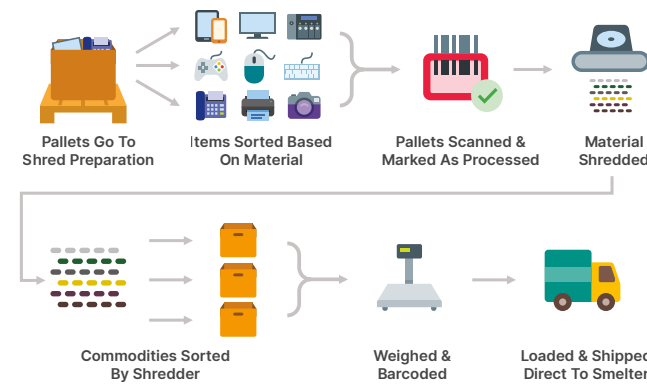 Pallets Go To
Shred Preparation
Items Sorted Based
On Material
Pallets Scanned &
Marked As Processed
Material
Shredded
Commodities Sorted
By Shredder
Weighed &
Barcoded
Loaded & Shipped
Direct To Smelter